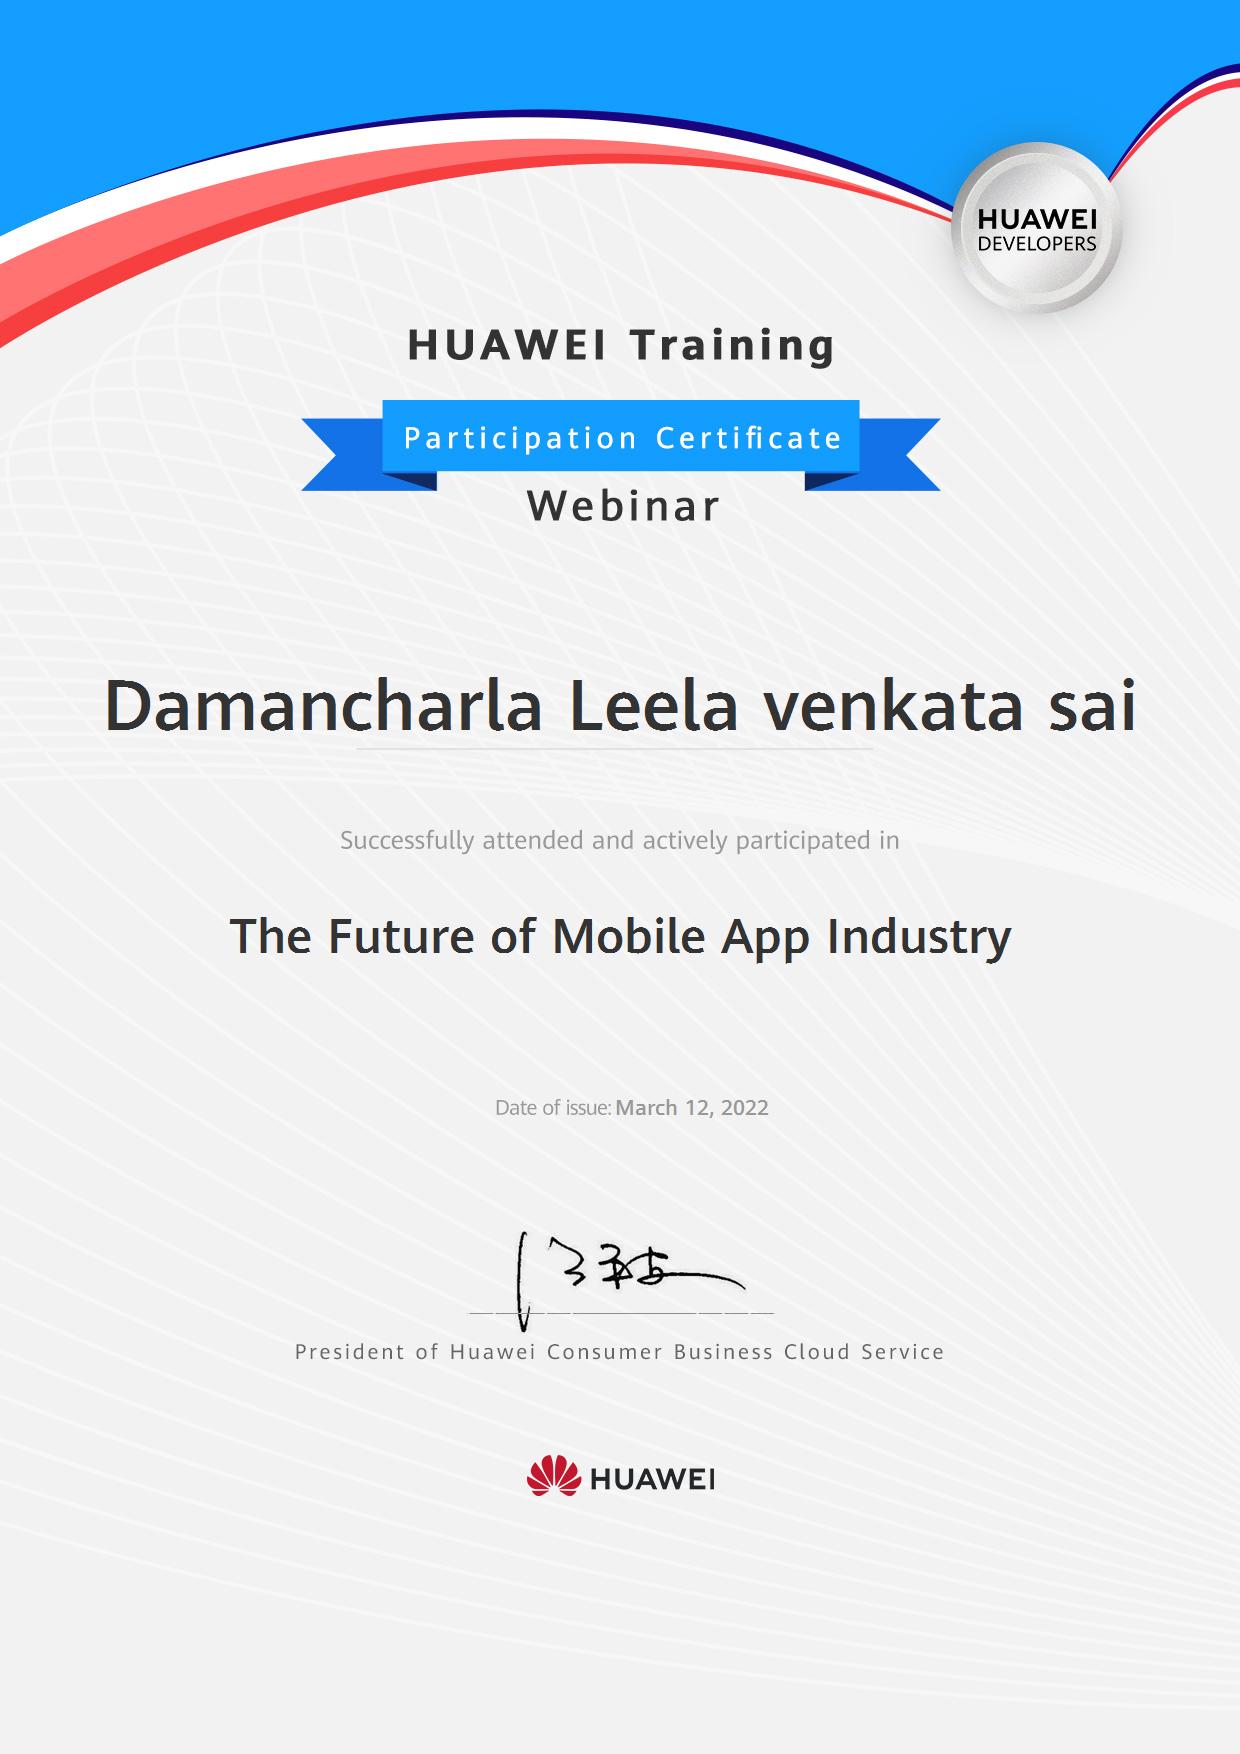 HUAWEI
DEVELOPERS
HUAWEI Training
Participation Certificate
Webinar
Damancharla Leela venkata sai
Successfully attended and actively participated in
The Future of Mobile App Industry
Date of issue: March 12, 2022
President of Huawei Consumer Business Cloud Service
HUAWEI